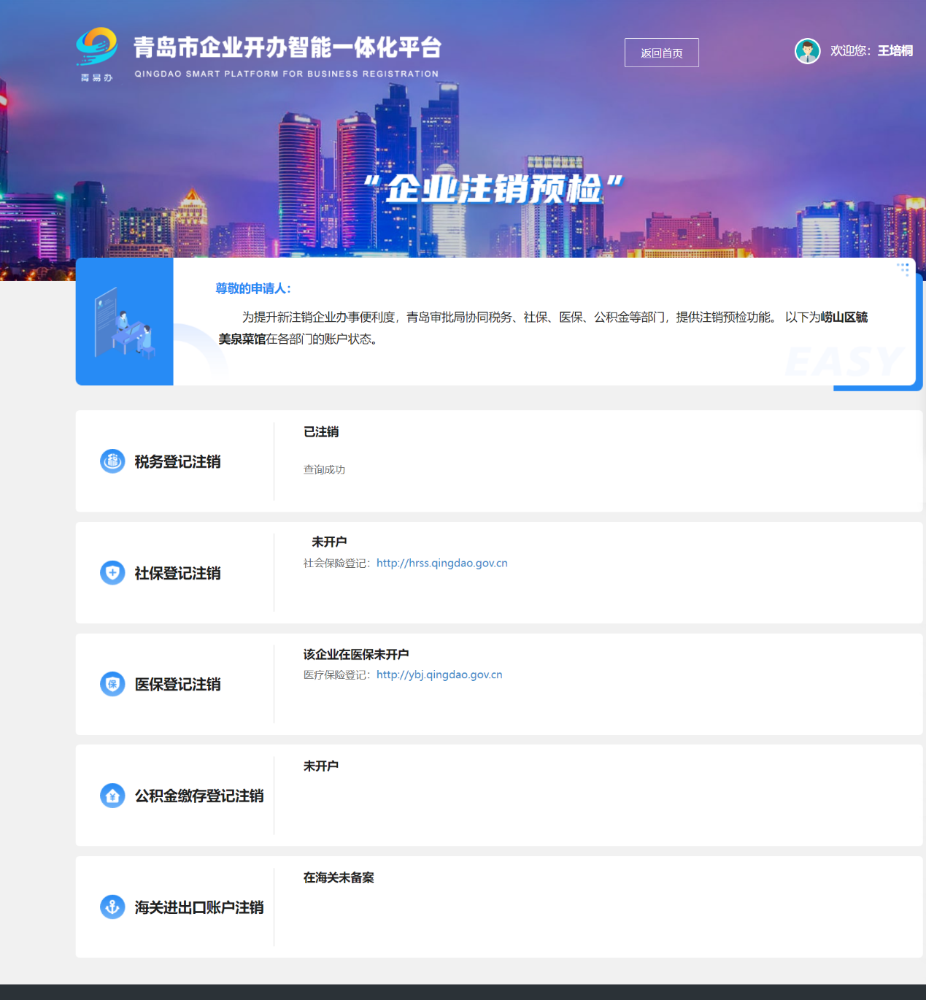 青岛市企业开办智能一体化平台
QINGDAO SMART PLATFORM FOR BUSINESS REGISTRATION
青易办
返回首页
欢迎您：王培桐
“企业注销预检”
尊敬的申请人：
为提升新注销企业办事便利度，青岛审批局协同税务、社保、医保、公积金等部门，提供注销预检功能。 以下为崂山区毓
美泉菜馆在各部门的账户状态。
EASY
税务登记注销
已注销
查询成功
社保登记注销
未开户
社会保险登记：http://hrss.qingdao.gov.cn
医保登记注销
该企业在医保未开户
医疗保险登记：http://ybj.qingdao.gov.cn
公积金缴存登记注销
未开户
海关进出口账户注销
在海关未备案